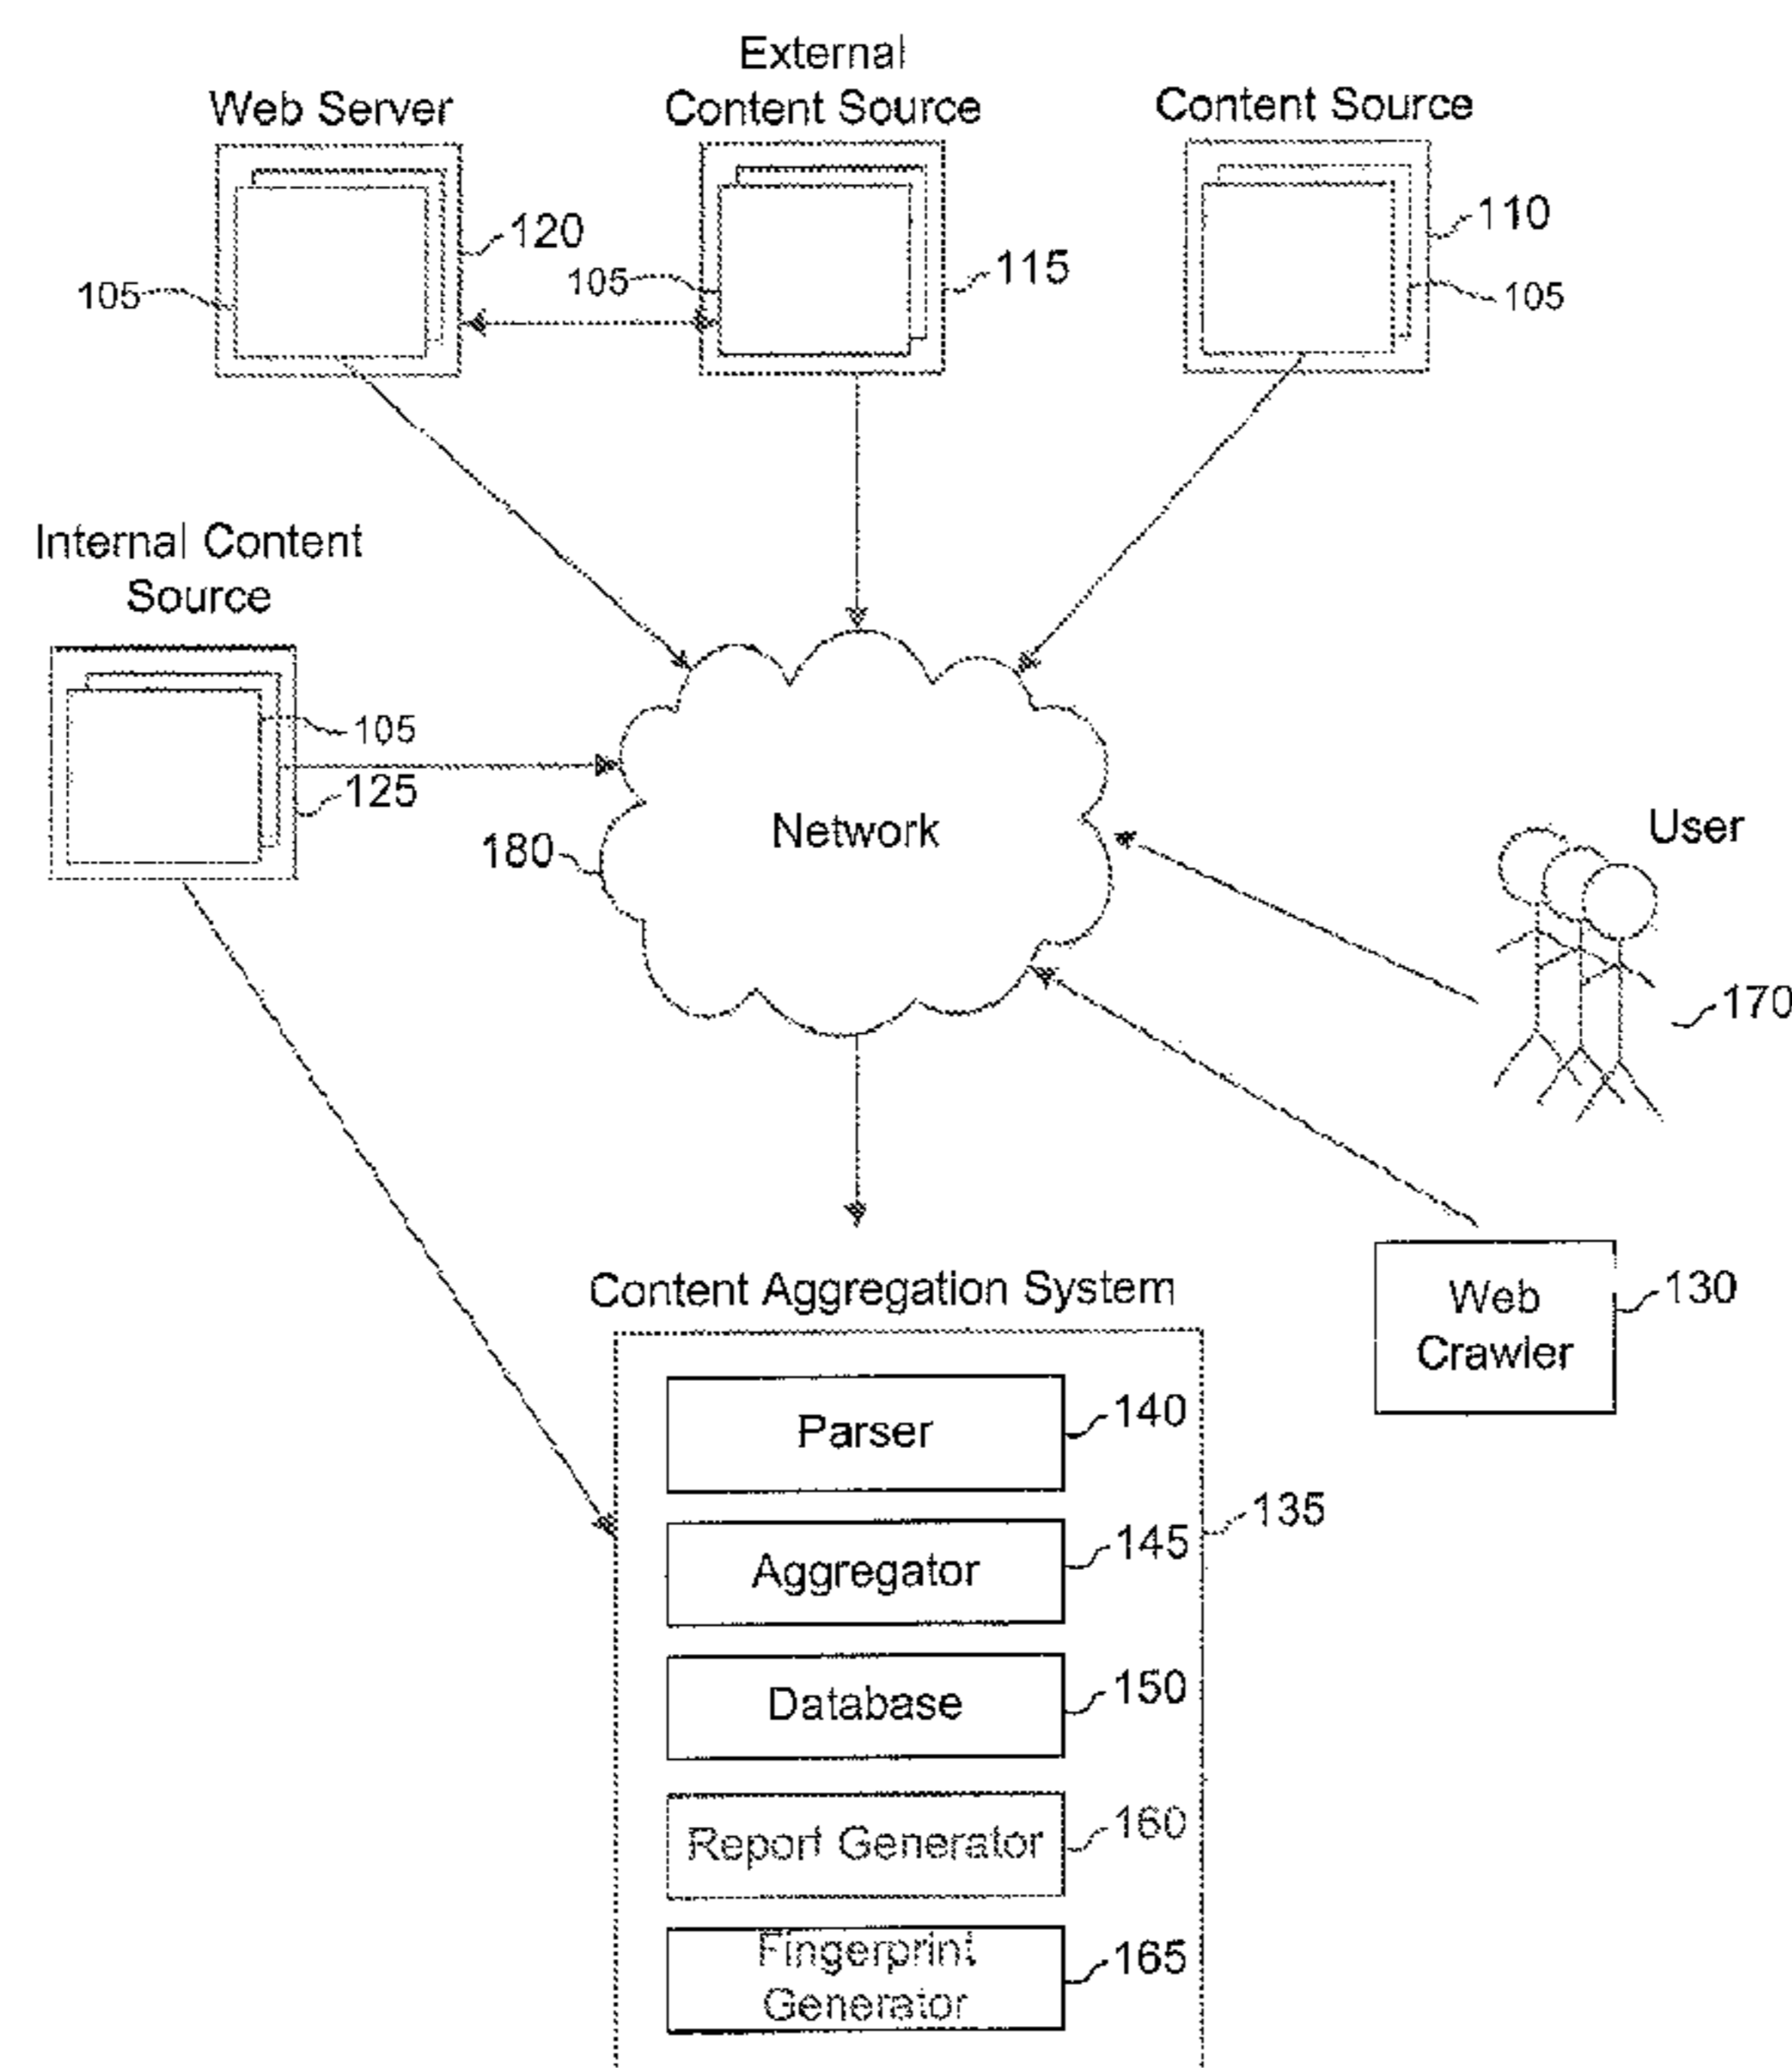 External
Web Server
Content Source
Content Source
120
115
110
105
105
105
Internal Content
Source
105
125
180
Network
User
170
Content Aggregation System
Web
Crawler
130
Parser
140
135
Aggregator
145
Database
150
Report Generator
160
Fingerprint
Generator
165